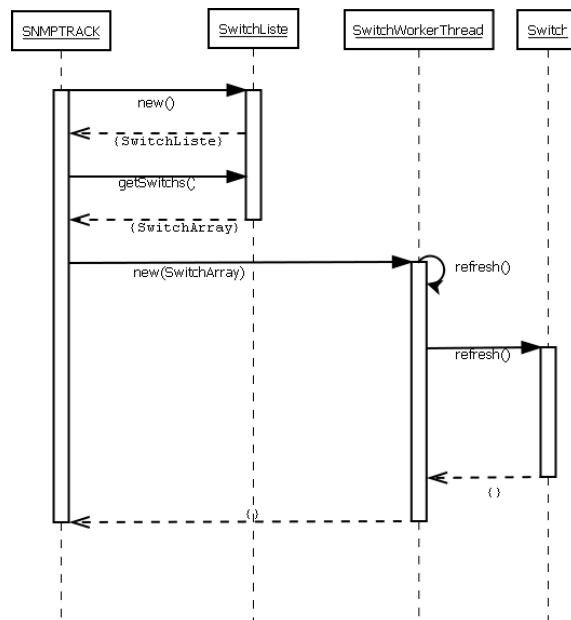 SNMPTRACK
SwitchListe
SwitchWorkerThread
Switch
new()
{SwitchListe}
getSwitchs()
{SwitchArray}
new(SwitchArray)
refresh()
refresh()
{}
{}